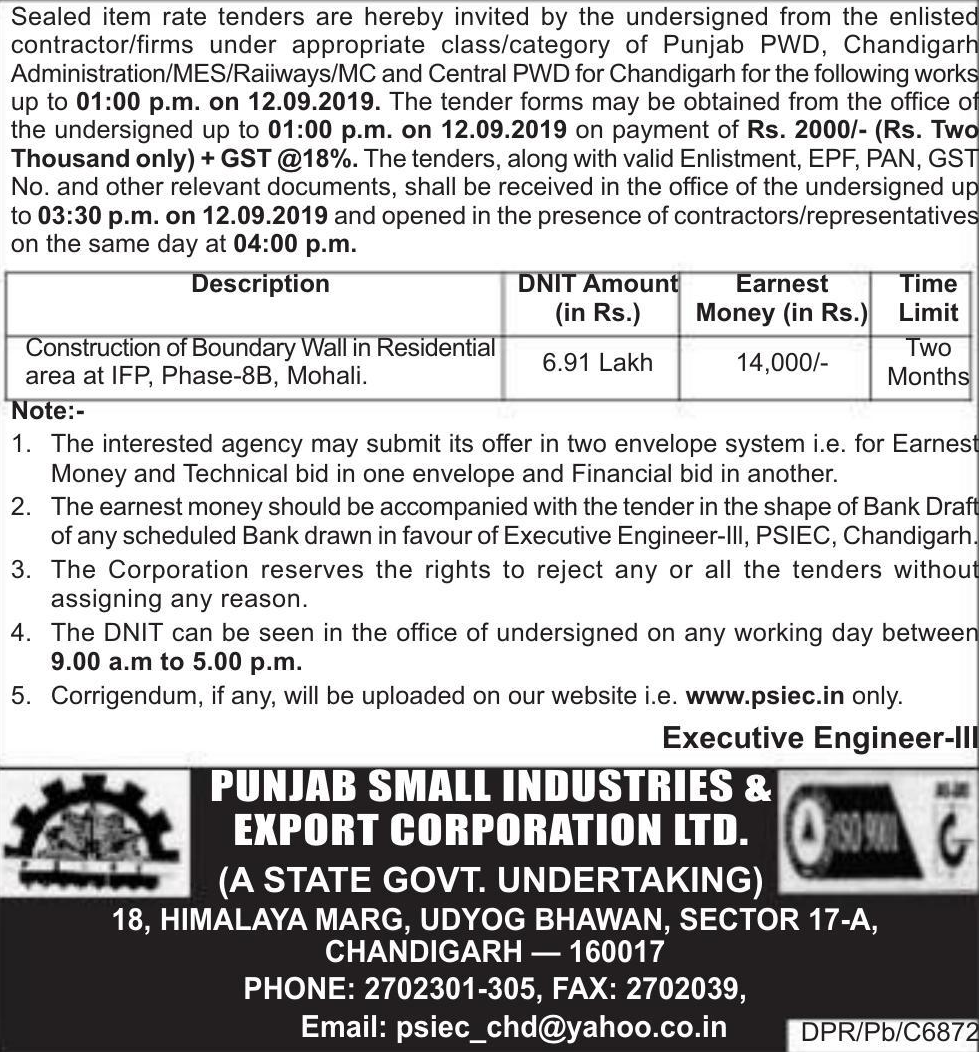 Sealed item rate tenders are hereby invited by the undersigned from the enlisted
contractor/firms under appropriate class/category of Punjab PWD, Chandigarh
Administration/MES/Raiiways/MC and Central PWD for Chandigarh for the following works
up to 01:00 p.m. on 12.09.2019. The tender forms may be obtained from the office of
the undersigned up to 01:00 p.m. on 12.09.2019 on payment of Rs. 2000/- (Rs. Two
Thousand only) + GST @18%. The tenders, along with valid Enlistment, EPF, PAN, GST
No. and other relevant documents, shall be received in the office of the undersigned up
to 03:30 p.m. on 12.09.2019 and opened in the presence of contractors/representatives
on the same day at 04:00 p.m.
Description DNIT Amount Earnest Time
(in Rs.) Money (in Rs.) Limit
Construction of Boundary Wall in Residential 6.91 Lakh 14,000/- Two
area at IFP, Phase-8B, Mohali. Months
Note:-
1. The interested agency may submit its offer in two envelope system i.e. for Earnest
Money and Technical bid in one envelope and Financial bid in another.
2. The earnest money should be accompanied with the tender in the shape of Bank Draft
of any scheduled Bank drawn in favour of Executive Engineer-III, PSIEC, Chandigarh.
3. The Corporation reserves the rights to reject any or all the tenders without
assigning any reason.
4. The DNIT can be seen in the office of undersigned on any working day between
9.00 a.m to 5.00 p.m.
5. Corrigendum, if any, will be uploaded on our website i.e. www.psiec.in only.
Executive Engineer-III
PUNJAB SMALL INDUSTRIES &
EXPORT CORPORATION LTD.
ISO 9001
(A STATE GOVT. UNDERTAKING)
18, HIMALAYA MARG, UDYOG BHAWAN, SECTOR 17-A,
CHANDIGARH — 160017
PHONE: 2702301-305, FAX: 2702039,
Email: psiec_chd@yahoo.co.in
DPR/Pb/C6872